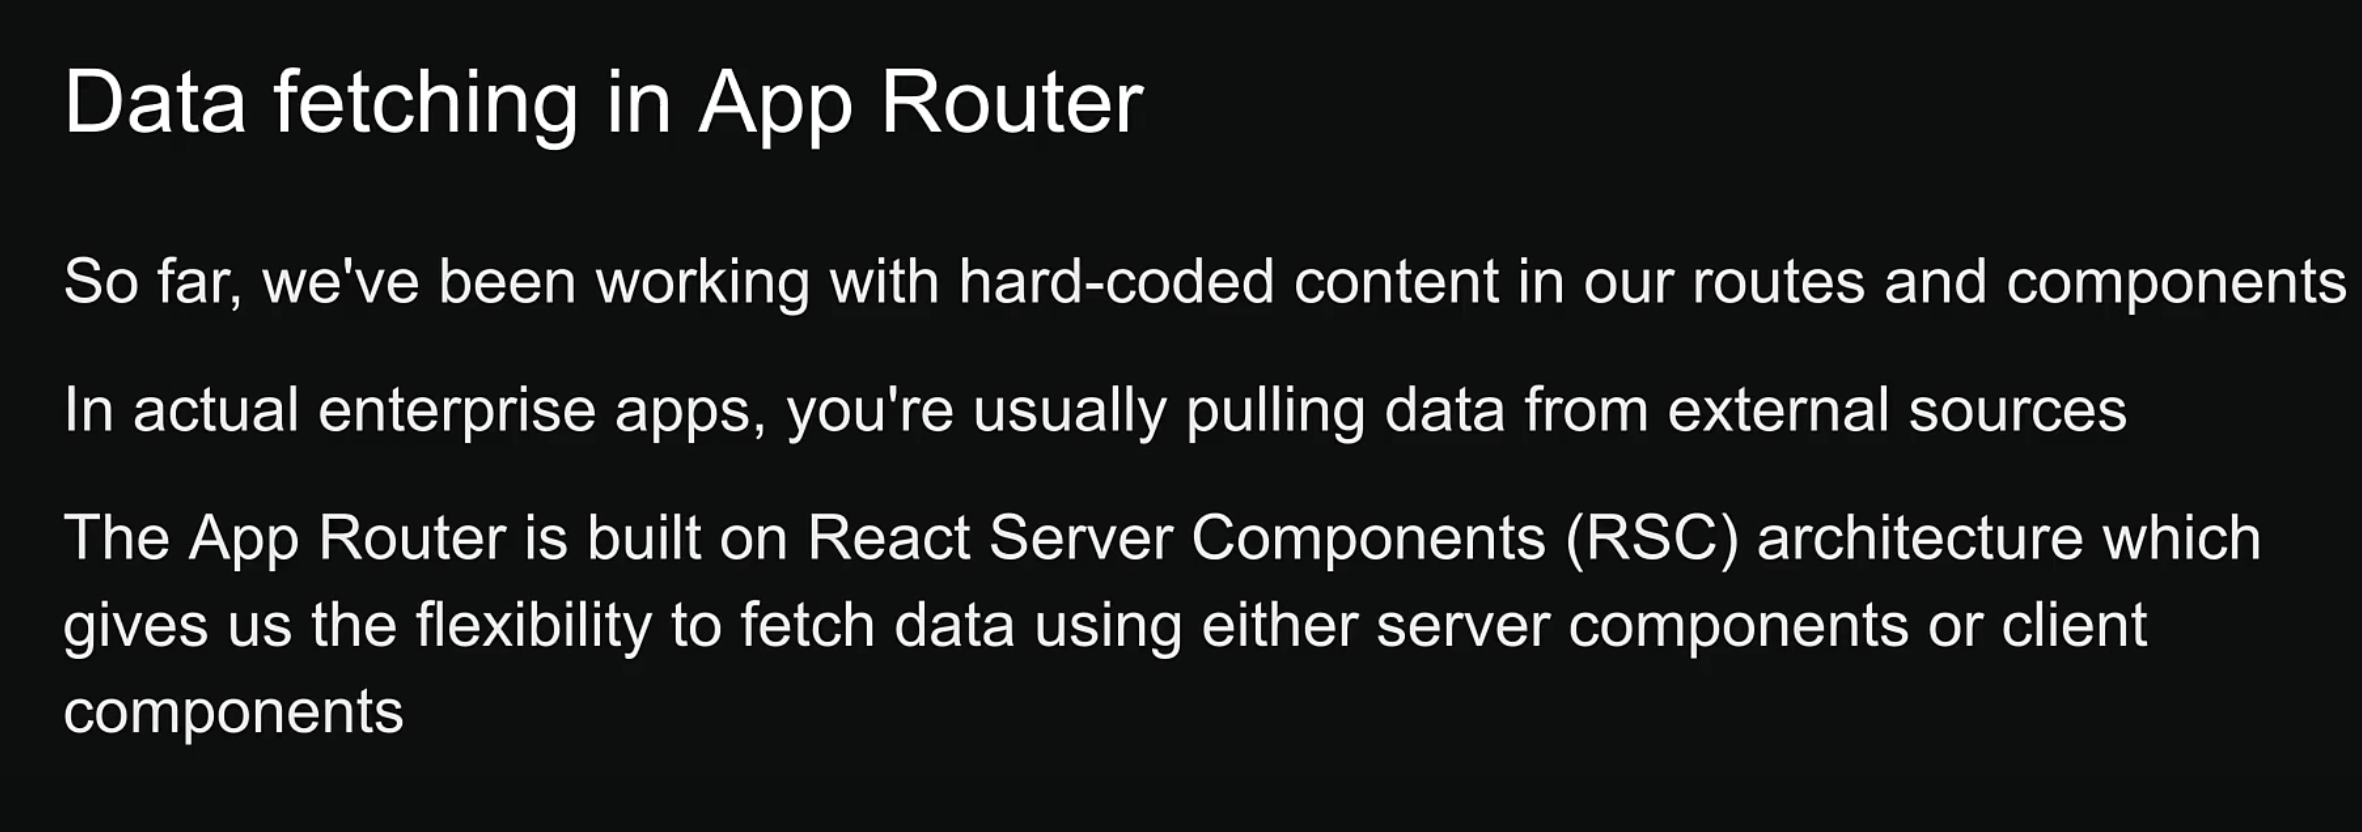 Data fetching in App Router
So far, we've been working with hard-coded content in our routes and components
In actual enterprise apps, you're usually pulling data from external sources
The App Router is built on React Server Components (RSC) architecture which
gives us the flexibility to fetch data using either server components or client
components